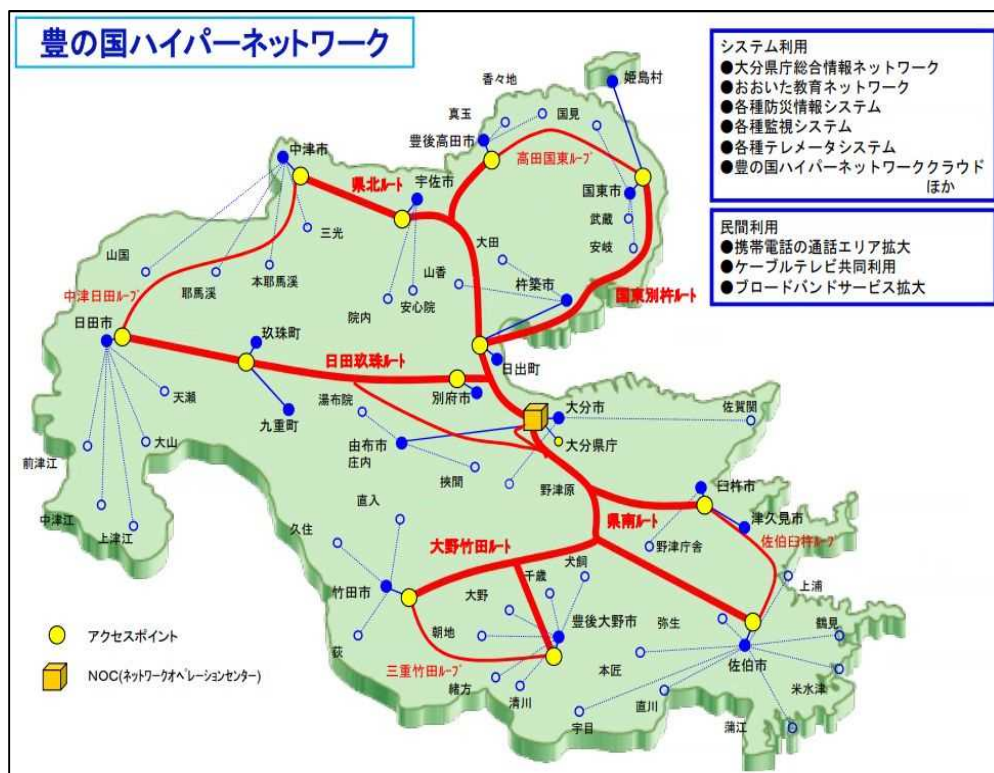 豊の国ハイパーネットワーク
システム利用
●大分県庁総合情報ネットワーク
●おおいた教育ネットワーク
●各種防災情報システム
●各種監視システム
●各種テレメータシステム
●豊の国ハイパーネットワーククラウド
ほか
民間利用
●携帯電話の通話エリア拡大
●ケーブルテレビ共同利用
●ブロードバンドサービス拡大
香々地
姫島村
真玉
国見
豊後高田市
中津市
高田国東ループ
県北ルート
宇佐市
国東市
三光
武蔵
大田
安岐
山国
山香
本耶馬渓
耶馬渓
杵築市
中津日田ループ
安心院
院内
国東別杵ルート
日田市
玖珠町
日田玖珠ルート
日出町
天瀬
別府市
湯布院
大分市
佐賀関
九重町
大山
由布市
庄内
大分県庁
前津江
挾間
野津原
臼杵市
直入
中津江
久住
県南ルート
津久見市
上津江
大野竹田ルート
野津庁舎
佐伯臼杵ループ
犬飼
千歳
竹田市
大野
上浦
豊後大野市
弥生
鶴見
アクセスポイント
荻
朝地
三重竹田ループ
本匠
佐伯市
NOC(ネットワークオペレーションセンター)
緒方
清川
直川
米水津
宇目
蒲江